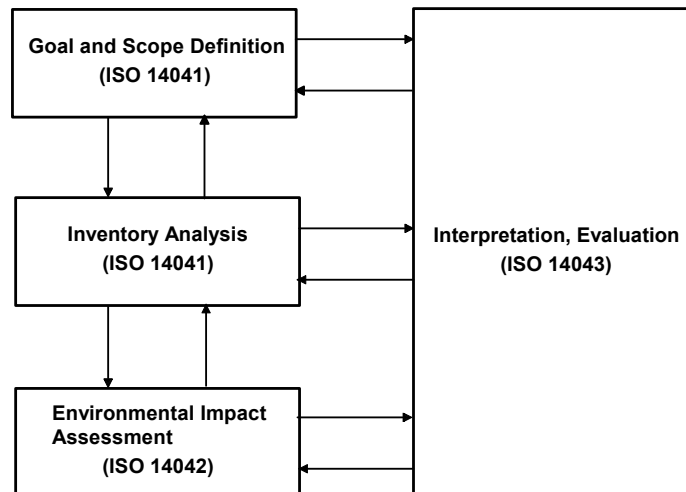 Goal and Scope Definition
(ISO 14041)
Inventory Analysis
(ISO 14041)
Interpretation, Evaluation
(ISO 14043)
Environmental Impact
Assessment
(ISO 14042)